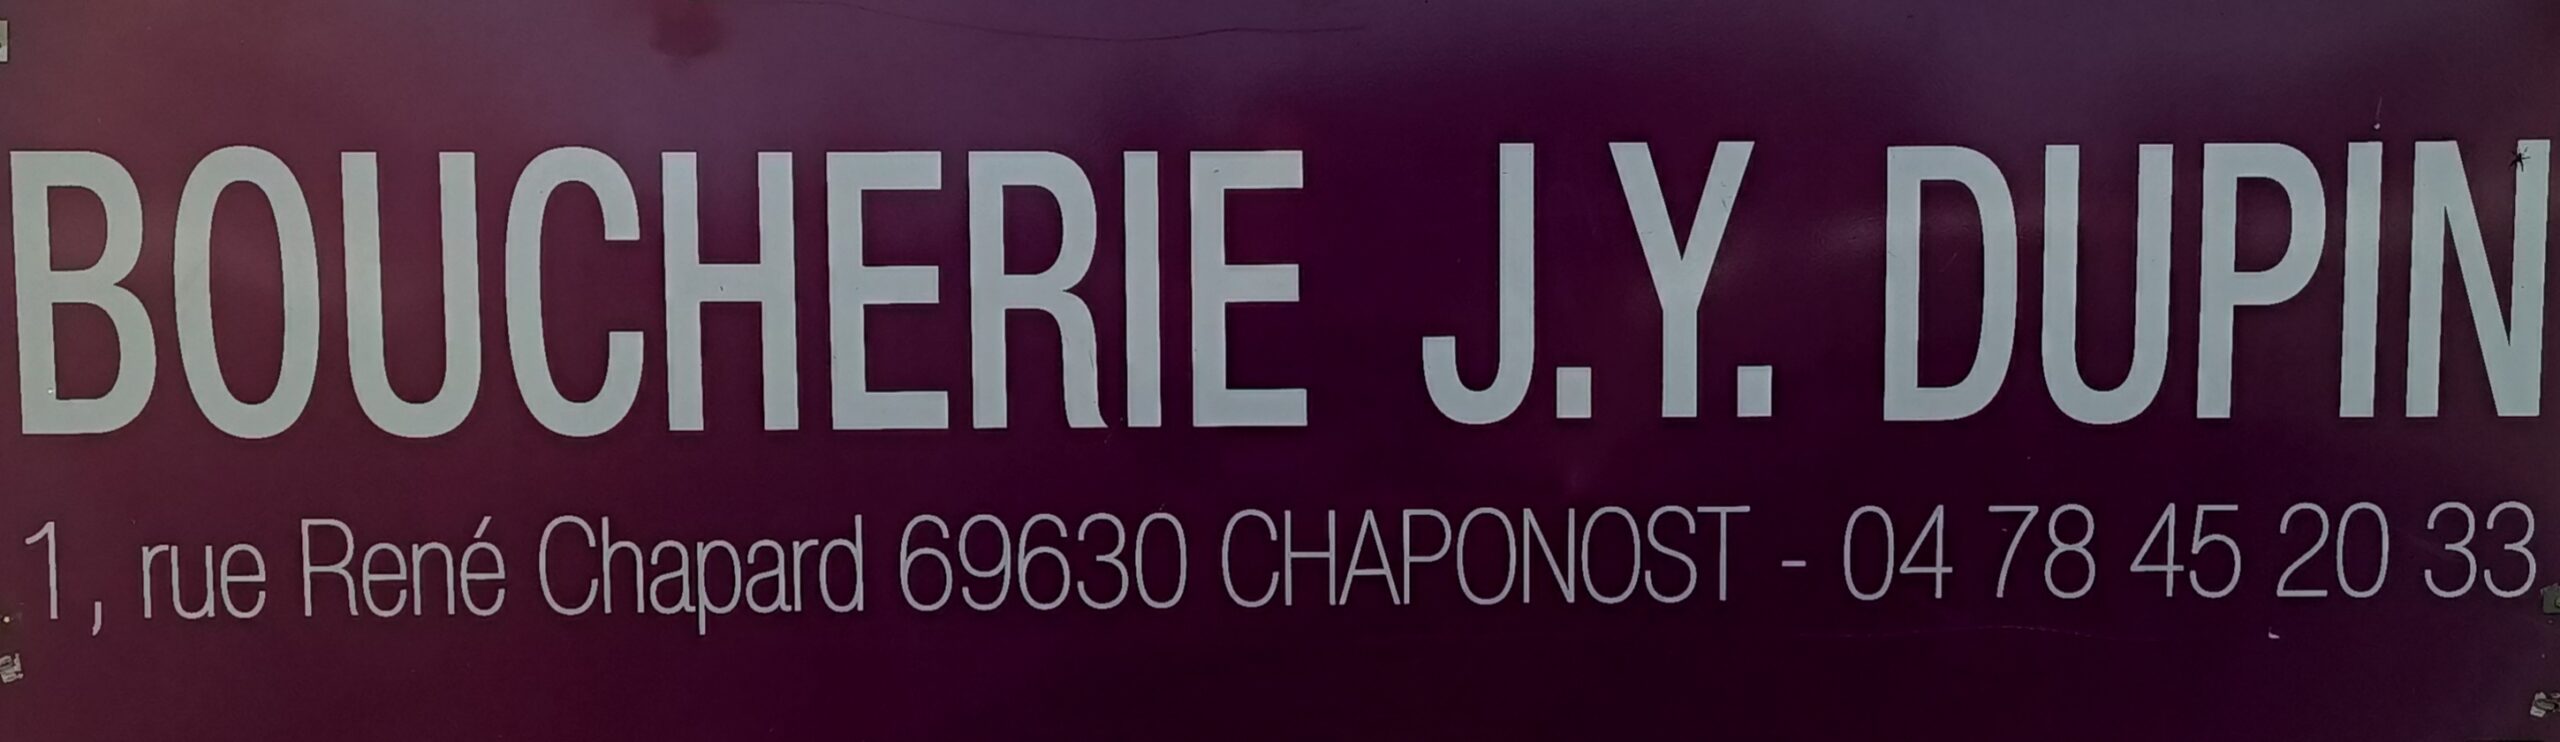 BOUCHERIE J.Y. DUPIN
1, rue René Chapard 69630 CHAPONOST - 04 78 45 20 33